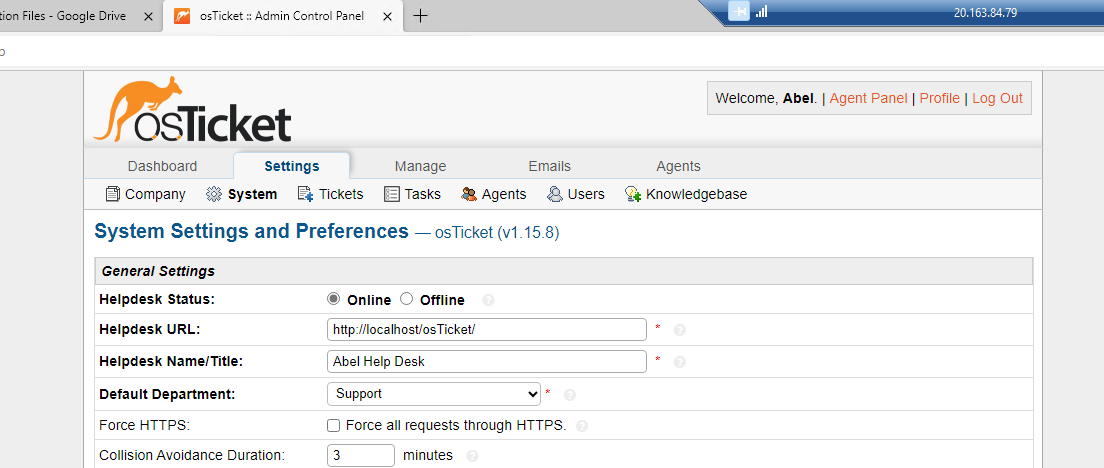 tion Files - Google Drive
osTicket :: Admin Control Panel
20.163.84.79
osTicket
Welcome, Abel. | Agent Panel | Profile | Log Out
Dashboard Settings Manage Emails Agents
Company System Tickets Tasks Agents Users Knowledgebase
System Settings and Preferences — osTicket (v1.15.8)
General Settings
Helpdesk Status: Online Offline ?
Helpdesk URL: http://localhost/osTicket/ * ?
Helpdesk Name/Title: Abel Help Desk * ?
Default Department: Support * ?
Force HTTPS: Force all requests through HTTPS. ?
Collision Avoidance Duration: 3 minutes ?